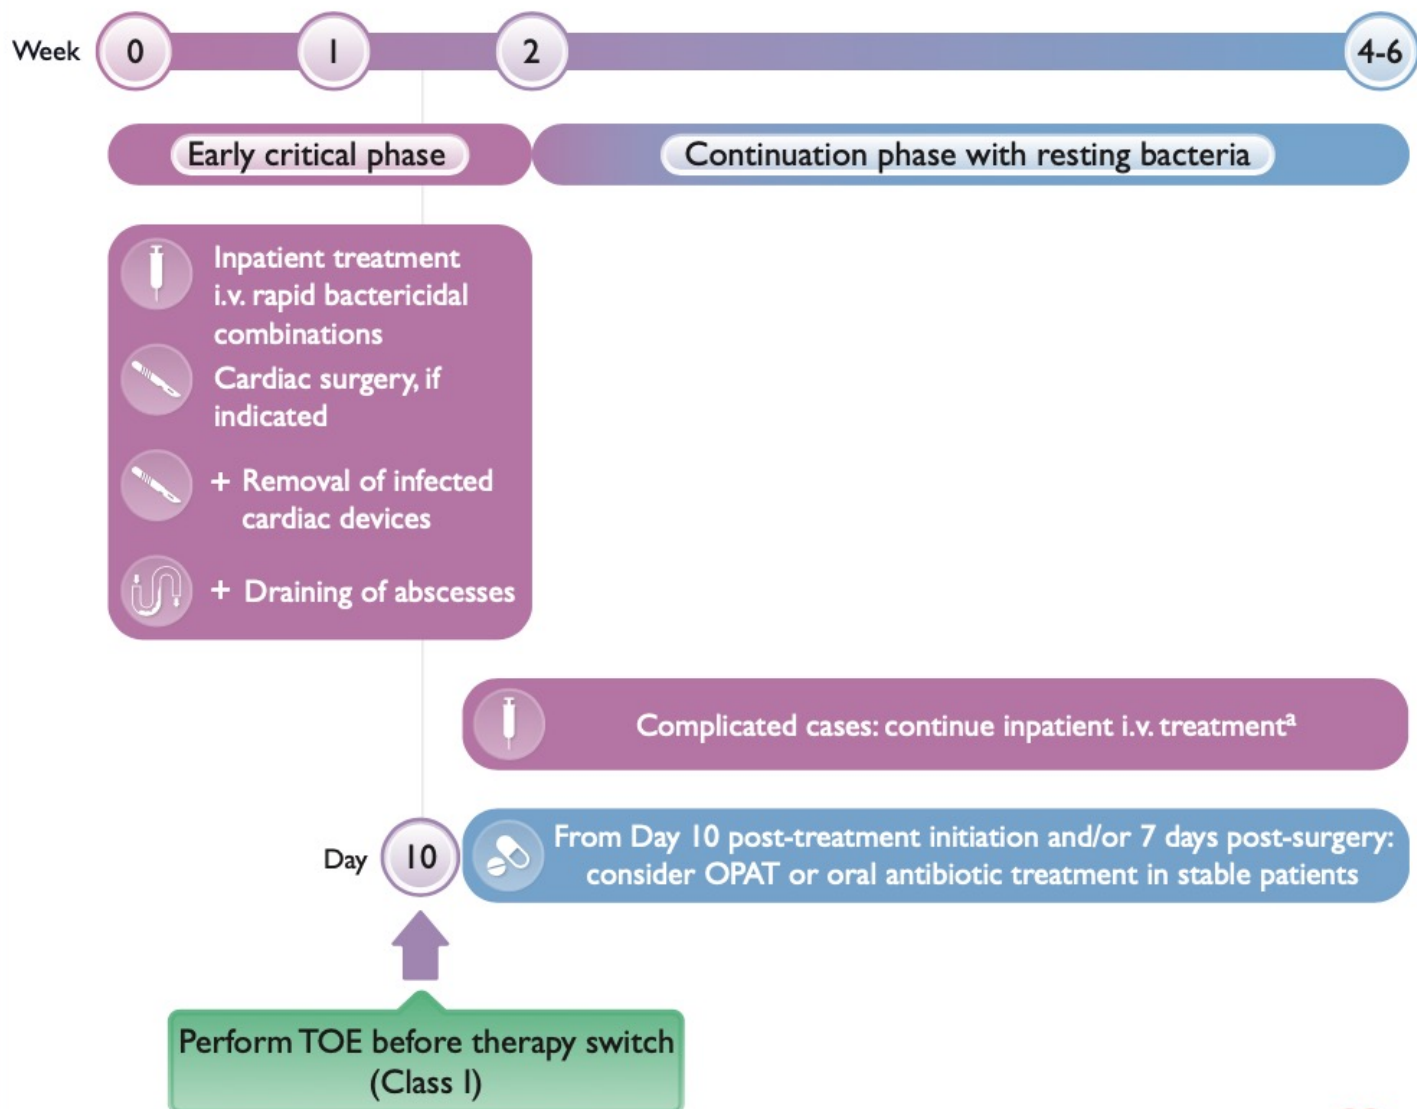 Week 0 1 2 4-6
Early critical phase
Continuation phase with resting bacteria
Inpatient treatment
i.v. rapid bactericidal
combinations
Cardiac surgery, if
indicated
+ Removal of infected
cardiac devices
+ Draining of abscesses
Complicated cases: continue inpatient i.v. treatmentᵃ
Day 10
From Day 10 post-treatment initiation and/or 7 days post-surgery:
consider OPAT or oral antibiotic treatment in stable patients
Perform TOE before therapy switch
(Class I)